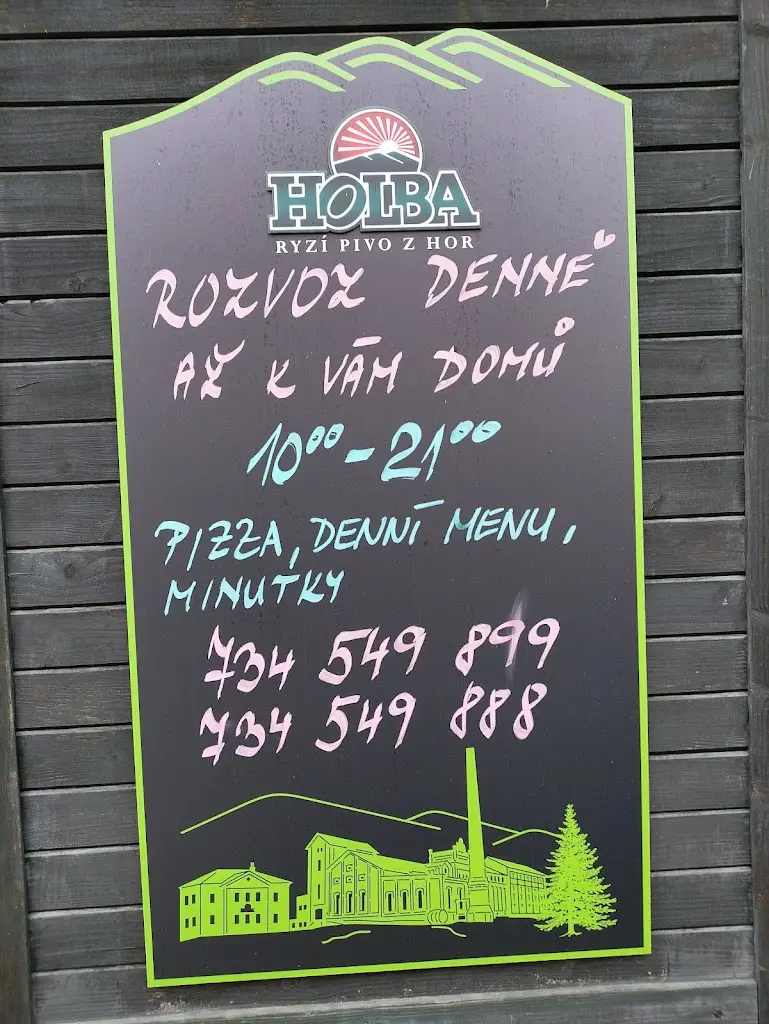 HOLBA
RYZÍ PIVO Z HOR
ROZVOZ DENNĚ
AŽ K VÁM DOMŮ
10⁰⁰-21⁰⁰
PIZZA, DENNÍ MENU,
MINUTKY
734 549 899
734 549 888